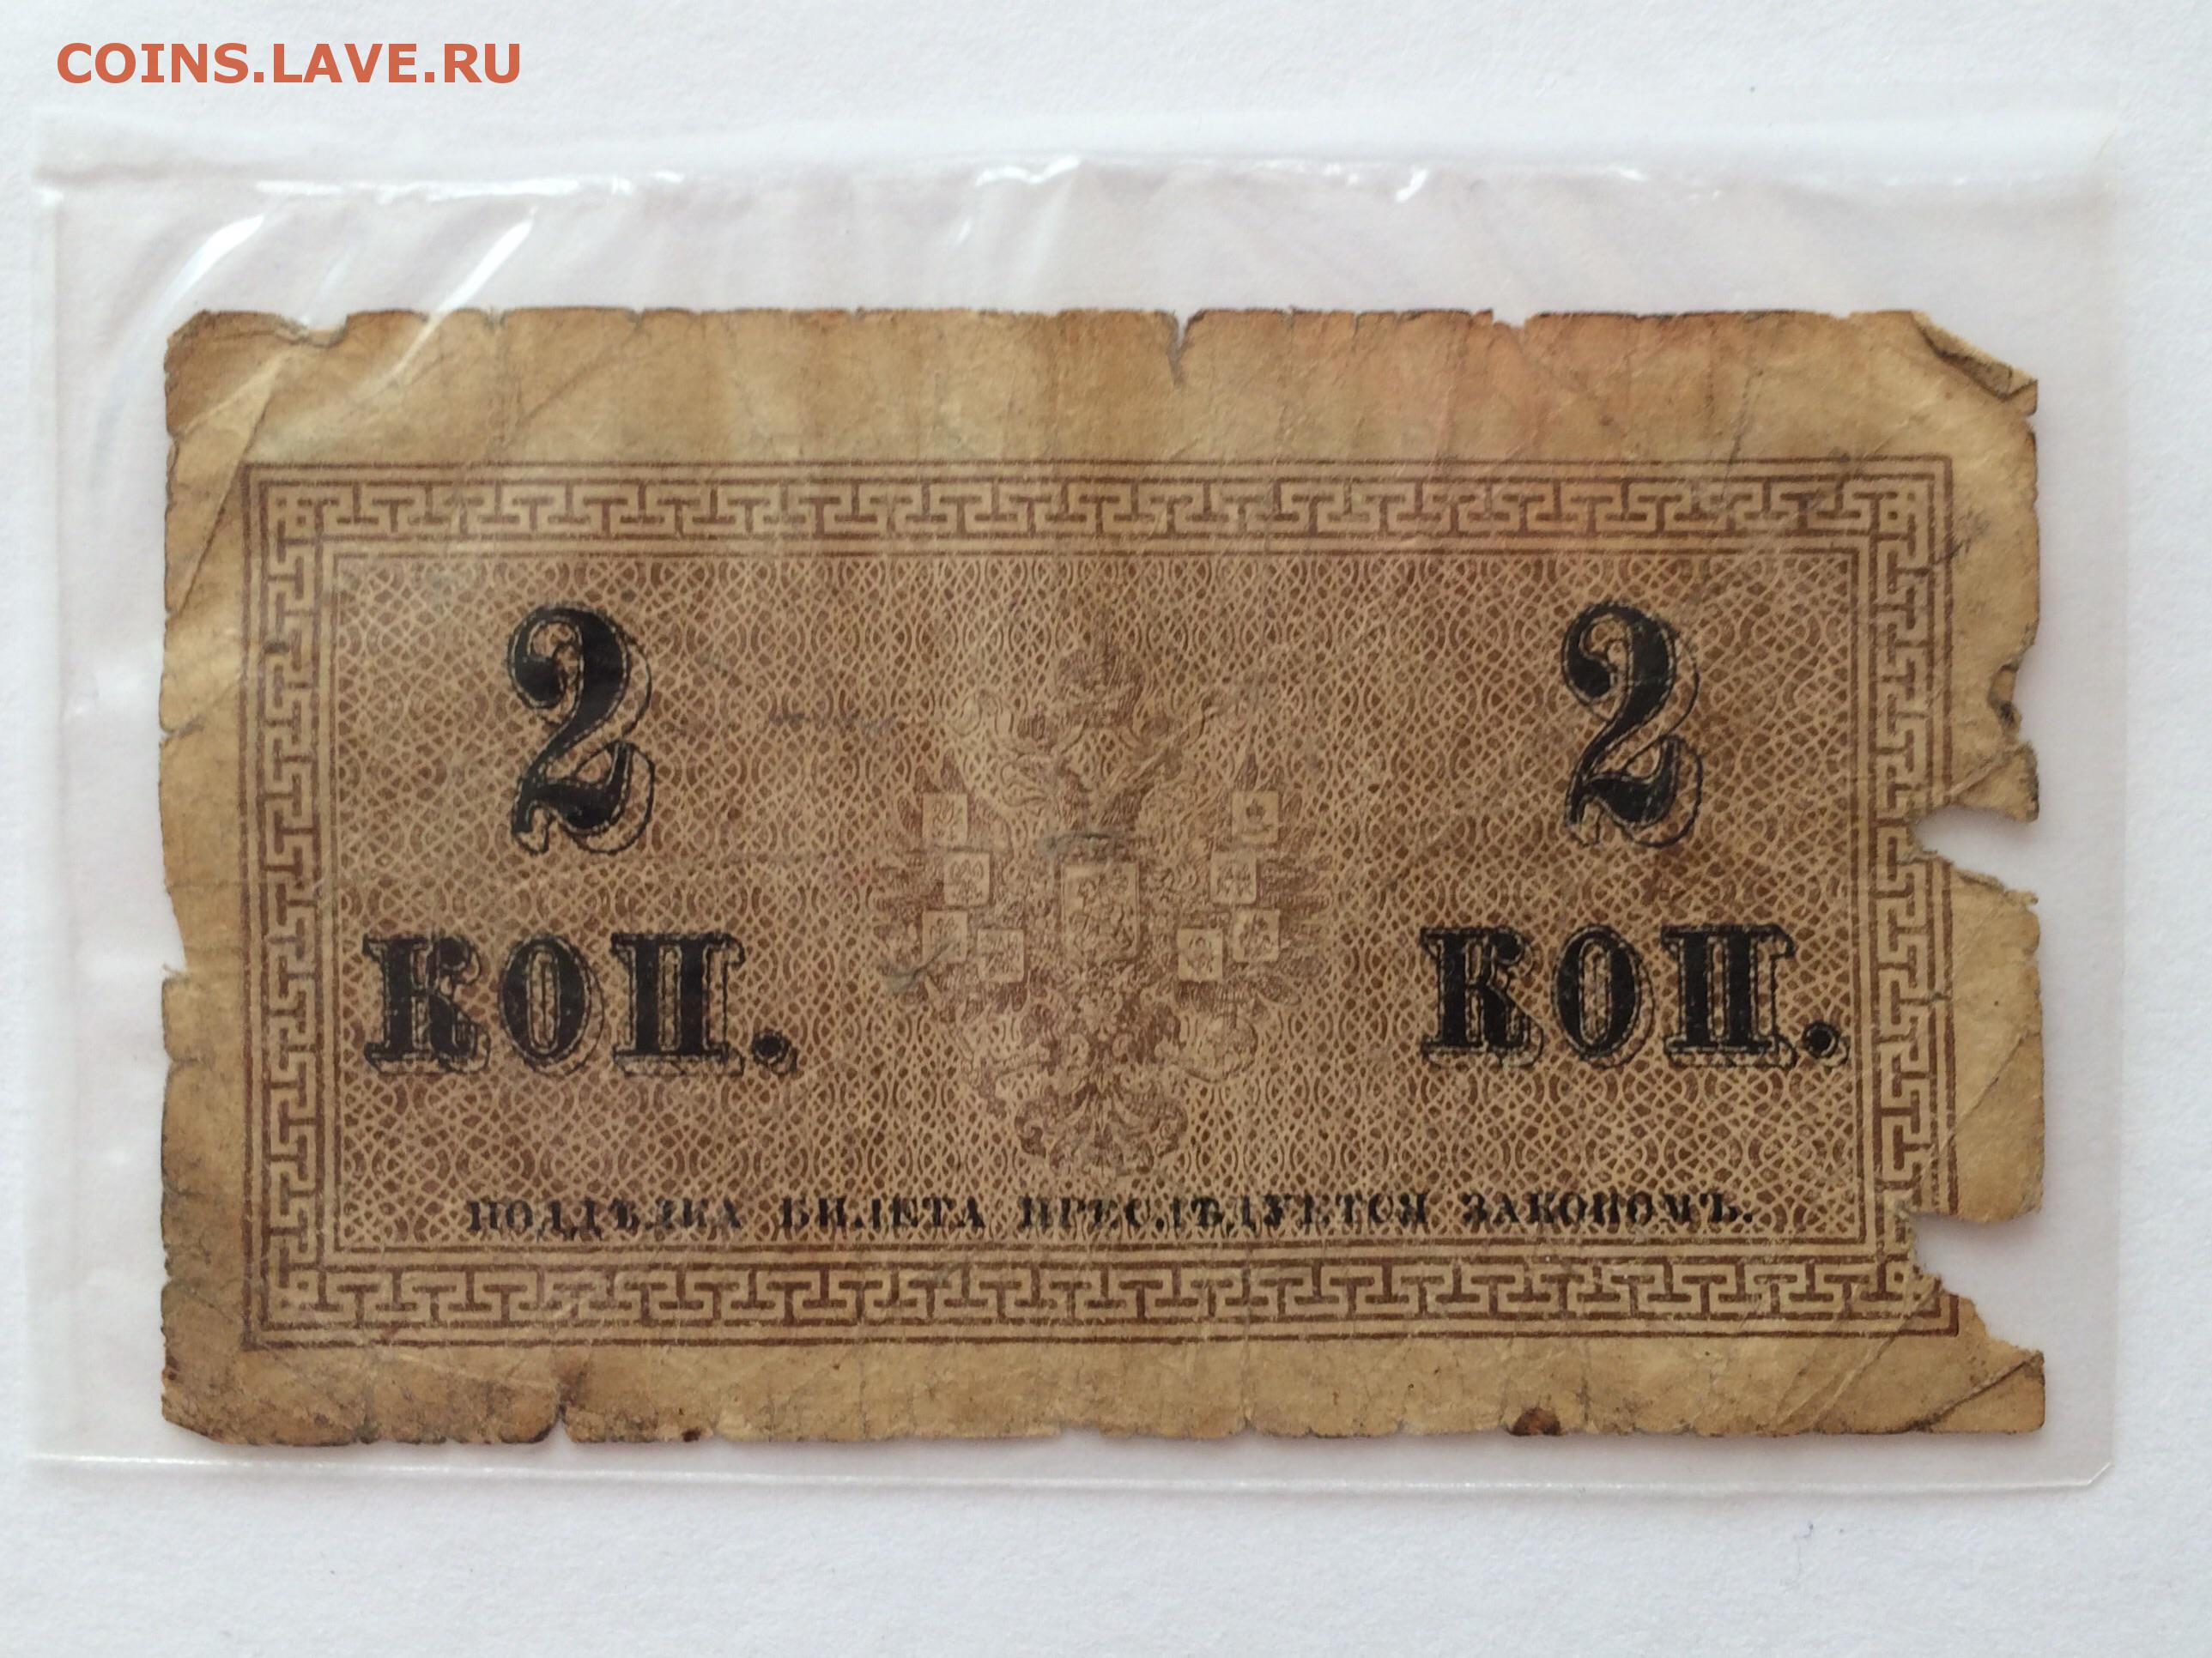 COINS.LAVE.RU
2 2
КОП. КОП.
ПОДДѢЛКА БИЛЕТА ПРЕСЛѢДУЕТСЯ ЗАКОНОМЪ.